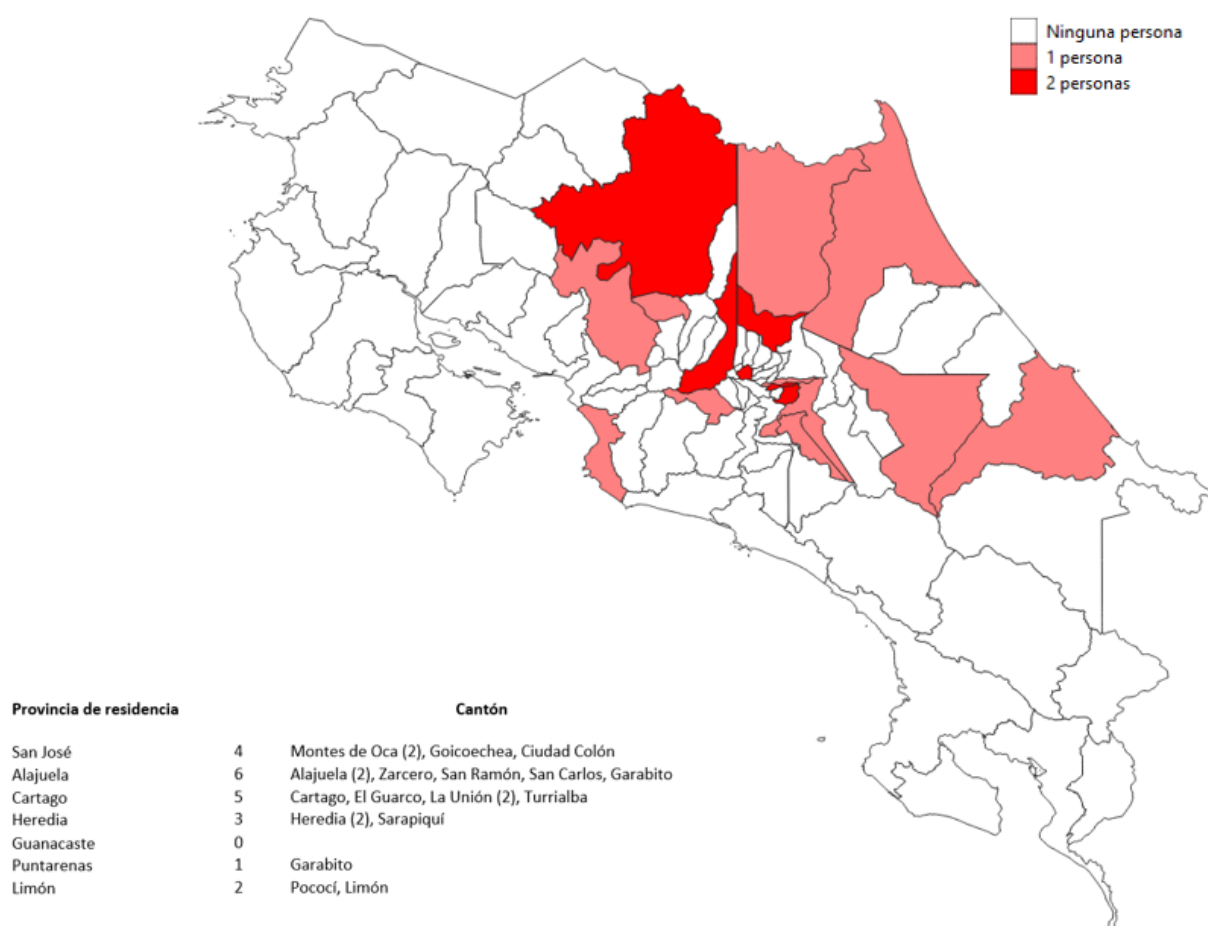 Ninguna persona
1 persona
2 personas
Provincia de residencia Cantón
San José 4 Montes de Oca (2), Goicoechea, Ciudad Colón
Alajuela 6 Alajuela (2), Zarcero, San Ramón, San Carlos, Garabito
Cartago 5 Cartago, El Guarco, La Unión (2), Turrialba
Heredia 3 Heredia (2), Sarapiquí
Guanacaste 0
Puntarenas 1 Garabito
Limón 2 Pococí, Limón